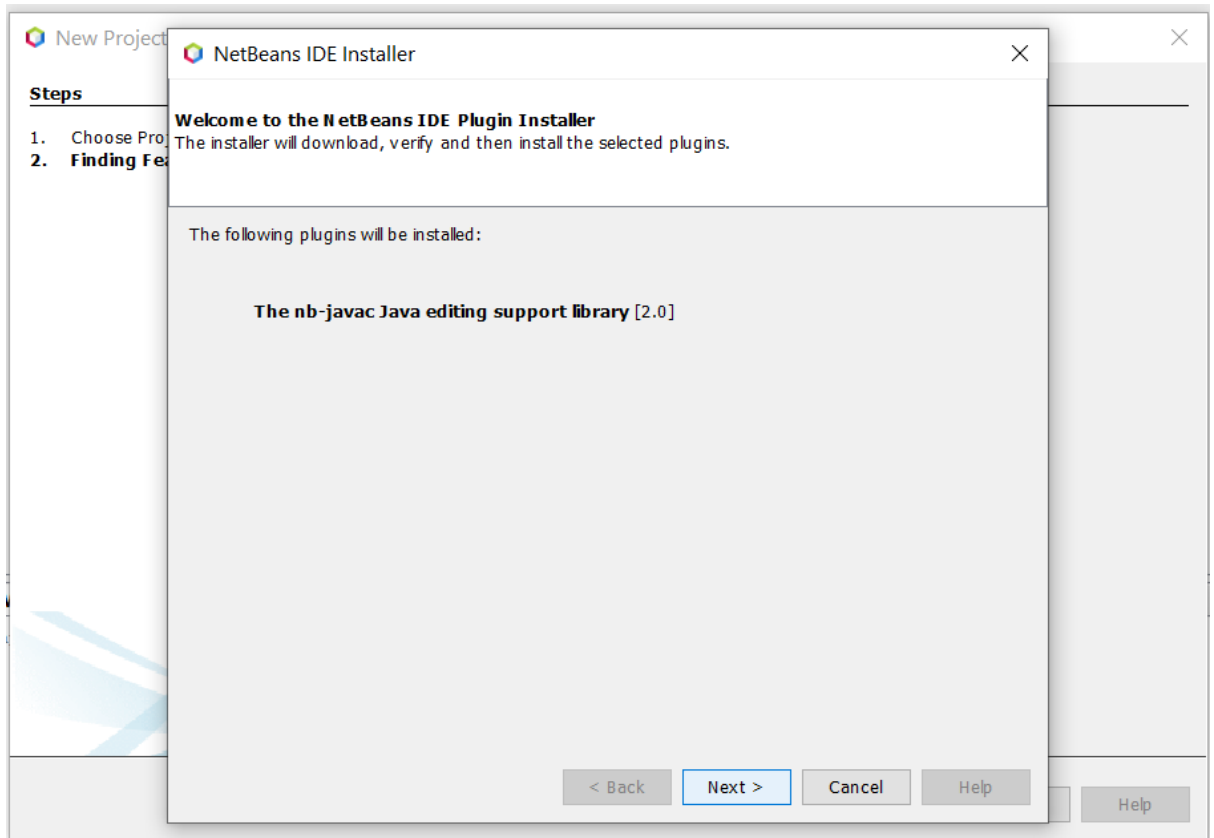 New Project
NetBeans IDE Installer
Steps
1. Choose Pro
2. Finding Fea
Welcome to the NetBeans IDE Plugin Installer
The installer will download, verify and then install the selected plugins.
The following plugins will be installed:
The nb-javac Java editing support library [2.0]
< Back
Next >
Cancel
Help
Help